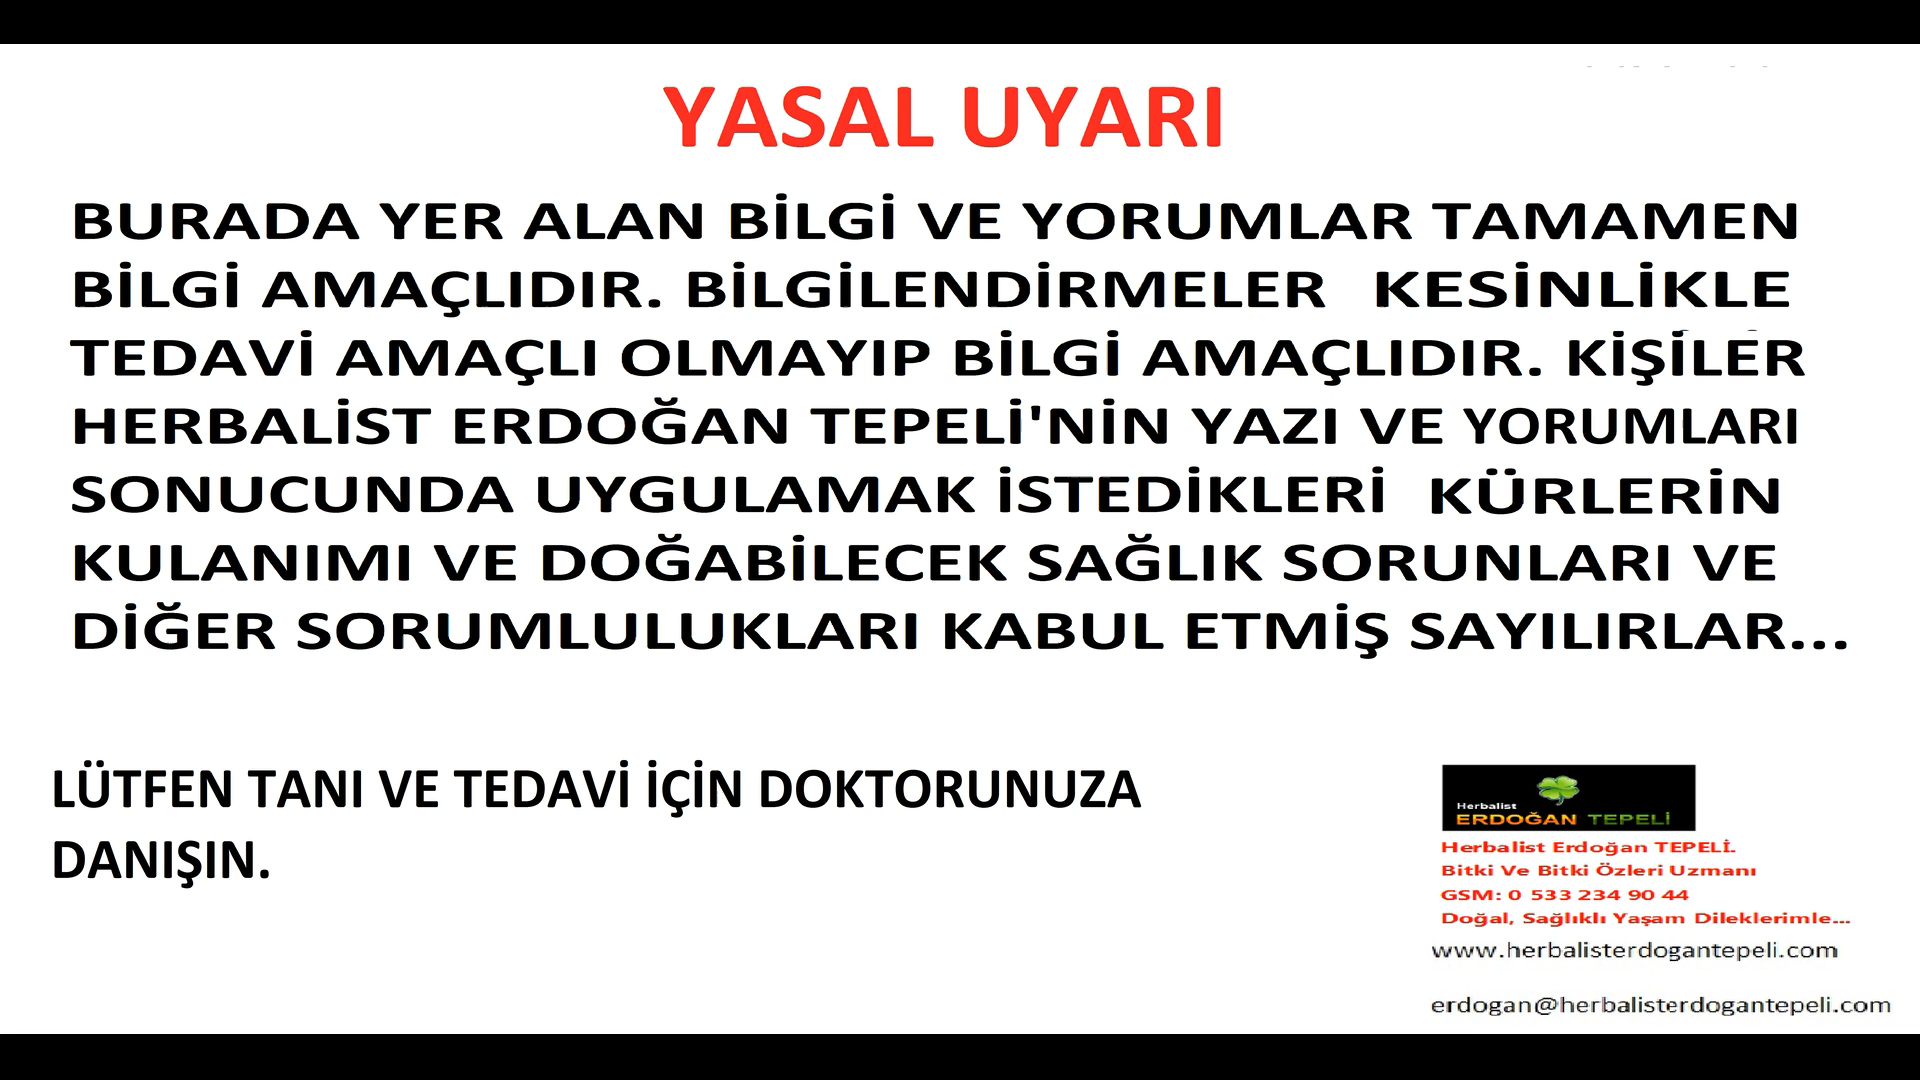 YASAL UYARI
BURADA YER ALAN BİLGİ VE YORUMLAR TAMAMEN
BİLGİ AMAÇLIDIR. BİLGİLENDİRMELER KESİNLİKLE
TEDAVİ AMAÇLI OLMAYIP BİLGİ AMAÇLIDIR. KİŞİLER
HERBALİST ERDOĞAN TEPELİ'NİN YAZI VE YORUMLARI
SONUCUNDA UYGULAMAK İSTEDİKLERİ KÜRLERİN
KULANIMI VE DOĞABİLECEK SAĞLIK SORUNLARI VE
DİĞER SORUMLULUKLARI KABUL ETMİŞ SAYILIRLAR...
LÜTFEN TANI VE TEDAVİ İÇİN DOKTORUNUZA
DANIŞIN.
Herbalist
ERDOĞAN TEPELİ
Herbalist Erdoğan TEPELİ.
Bitki Ve Bitki Özleri Uzmanı
GSM: 0 533 234 90 44
Doğal, Sağlıklı Yaşam Dileklerimle...
www.herbalisterdogantepeli.com
erdogan@herbalisterdogantepeli.com